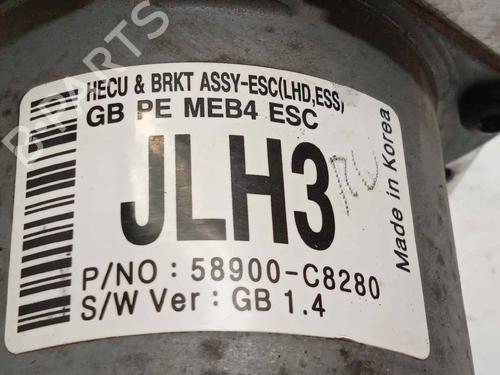 HECU & BRKT ASSY-ESC(LHD,ESS)
GB PE MEB4 ESC
JLH3
P/NO : 58900-C8280
S/W Ver : GB 1.4
Made in Korea
B PARTS